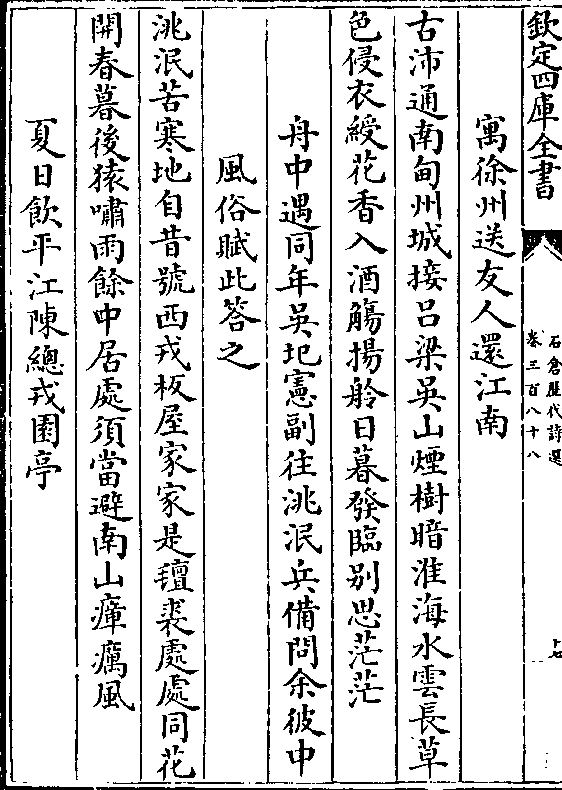 欽定四庫全書
石倉歷代詩選
卷三百八十八
十七
寓徐州送友人還江南
古沛通南甸州城接呂梁吳山煙樹暗淮海水雲長草
色侵衣綬花香入酒觴揚舲日暮發臨別思茫茫
舟中遇同年吳圯憲副往洮泯兵備問余彼中
風俗賦此答之
洮泯苦寒地自昔號西戎板屋家家是氊裘處處同花
開春暮後猿嘯雨餘中居處須當避南山瘴癘風
夏日飲平江陳總戎園亭